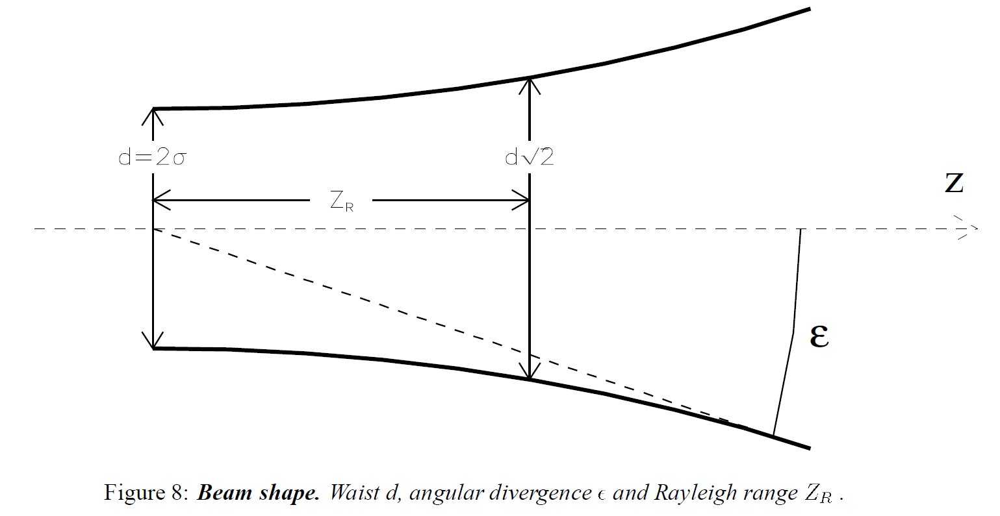 d=2σ
d√2
Z_R
z
ε
Figure 8: Beam shape. Waist d, angular divergence ϵ and Rayleigh range Z_R .